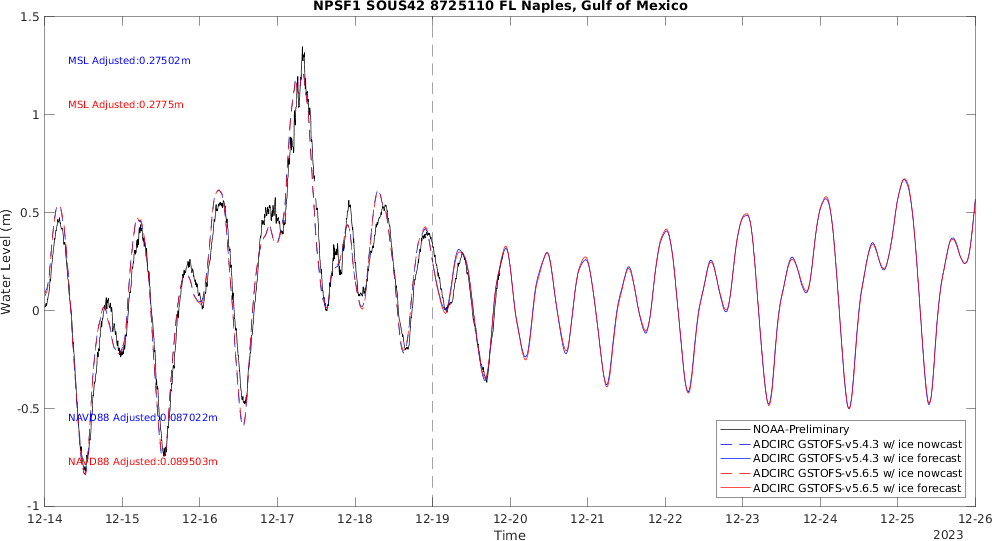 NPSF1 SOUS42 8725110 FL Naples, Gulf of Mexico
1.5
MSL Adjusted:0.27502m
MSL Adjusted:0.2775m
1
0.5
Water Level (m)
0
-0.5
NAVD88 Adjusted:0.087022m
NAVD88 Adjusted:0.089503m
-1
NOAA-Preliminary
ADCIRC GSTOFS-v5.4.3 w/ ice nowcast
ADCIRC GSTOFS-v5.4.3 w/ ice forecast
ADCIRC GSTOFS-v5.6.5 w/ ice nowcast
ADCIRC GSTOFS-v5.6.5 w/ ice forecast
12-14 12-15 12-16 12-17 12-18 12-19 12-20 12-21 12-22 12-23 12-24 12-25 12-26
Time
2023